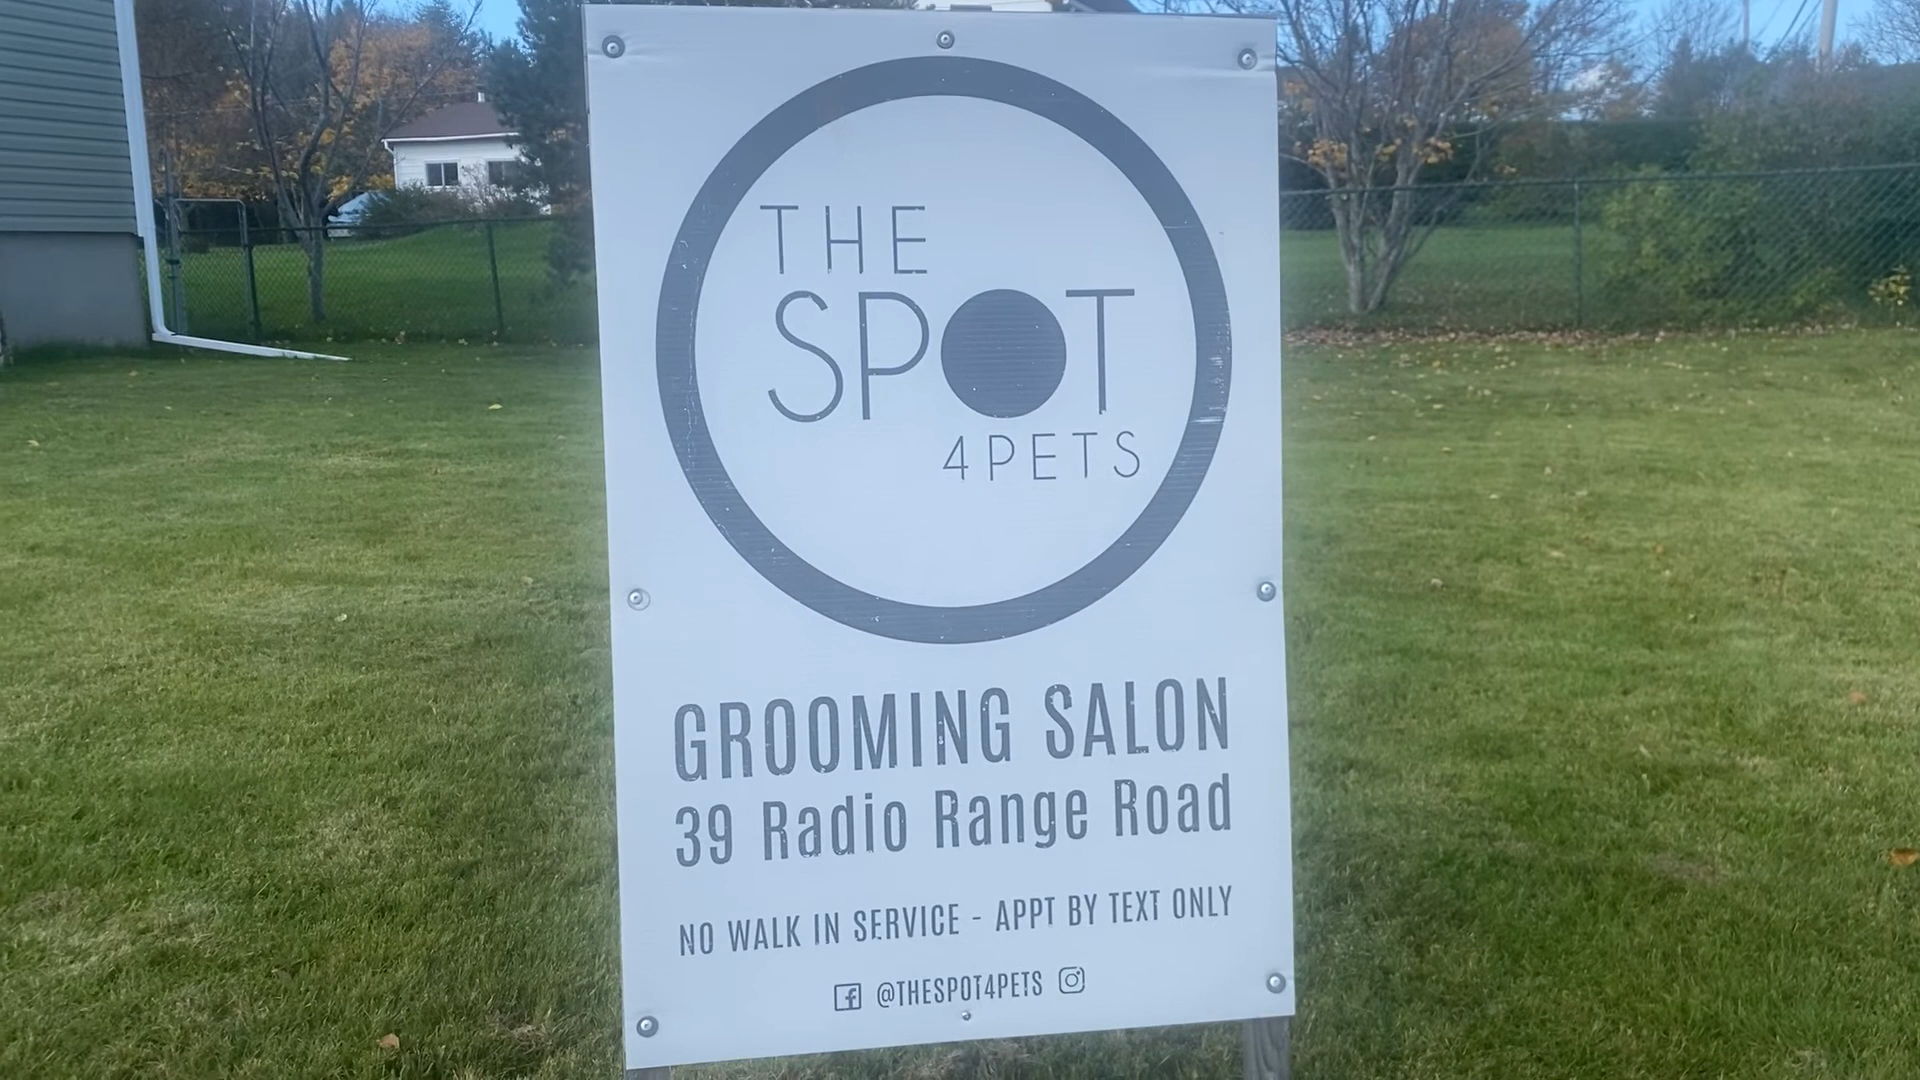 THE
SPOT
4PETS
GROOMING SALON
39 Radio Range Road
NO WALK IN SERVICE - APPT BY TEXT ONLY
@THESPOT4PETS